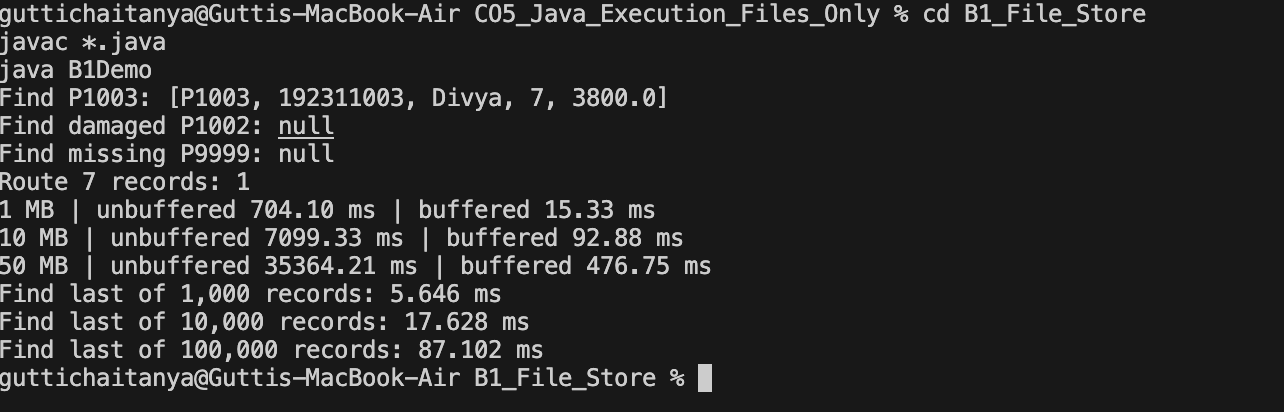 guttichaitanya@Guttis-MacBook-Air CO5_Java_Execution_Files_Only % cd B1_File_Store
javac *.java
java B1Demo
Find P1003: [P1003, 192311003, Divya, 7, 3800.0]
Find damaged P1002: null
Find missing P9999: null
Route 7 records: 1
1 MB | unbuffered 704.10 ms | buffered 15.33 ms
10 MB | unbuffered 7099.33 ms | buffered 92.88 ms
50 MB | unbuffered 35364.21 ms | buffered 476.75 ms
Find last of 1,000 records: 5.646 ms
Find last of 10,000 records: 17.628 ms
Find last of 100,000 records: 87.102 ms
guttichaitanya@Guttis-MacBook-Air B1_File_Store %